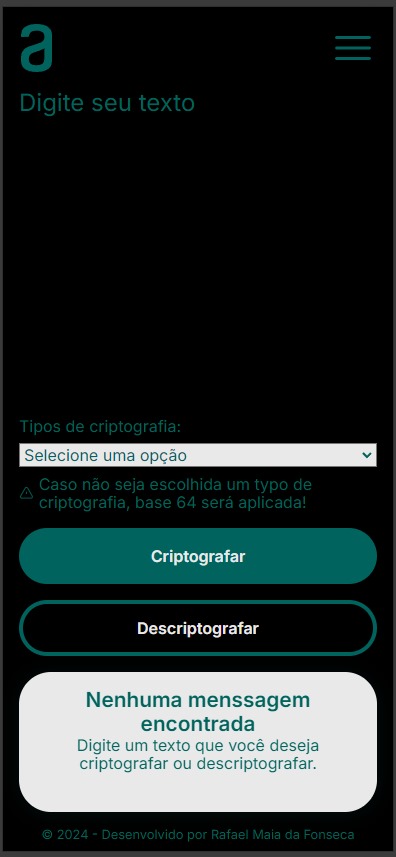 a
Digite seu texto
Tipos de criptografia:
Selecione uma opção
Caso não seja escolhida um typo de
criptografia, base 64 será aplicada!
Criptografar
Descriptografar
Nenhuma menssagem
encontrada
Digite um texto que você deseja
criptografar ou descriptografar.
© 2024 - Desenvolvido por Rafael Maia da Fonseca